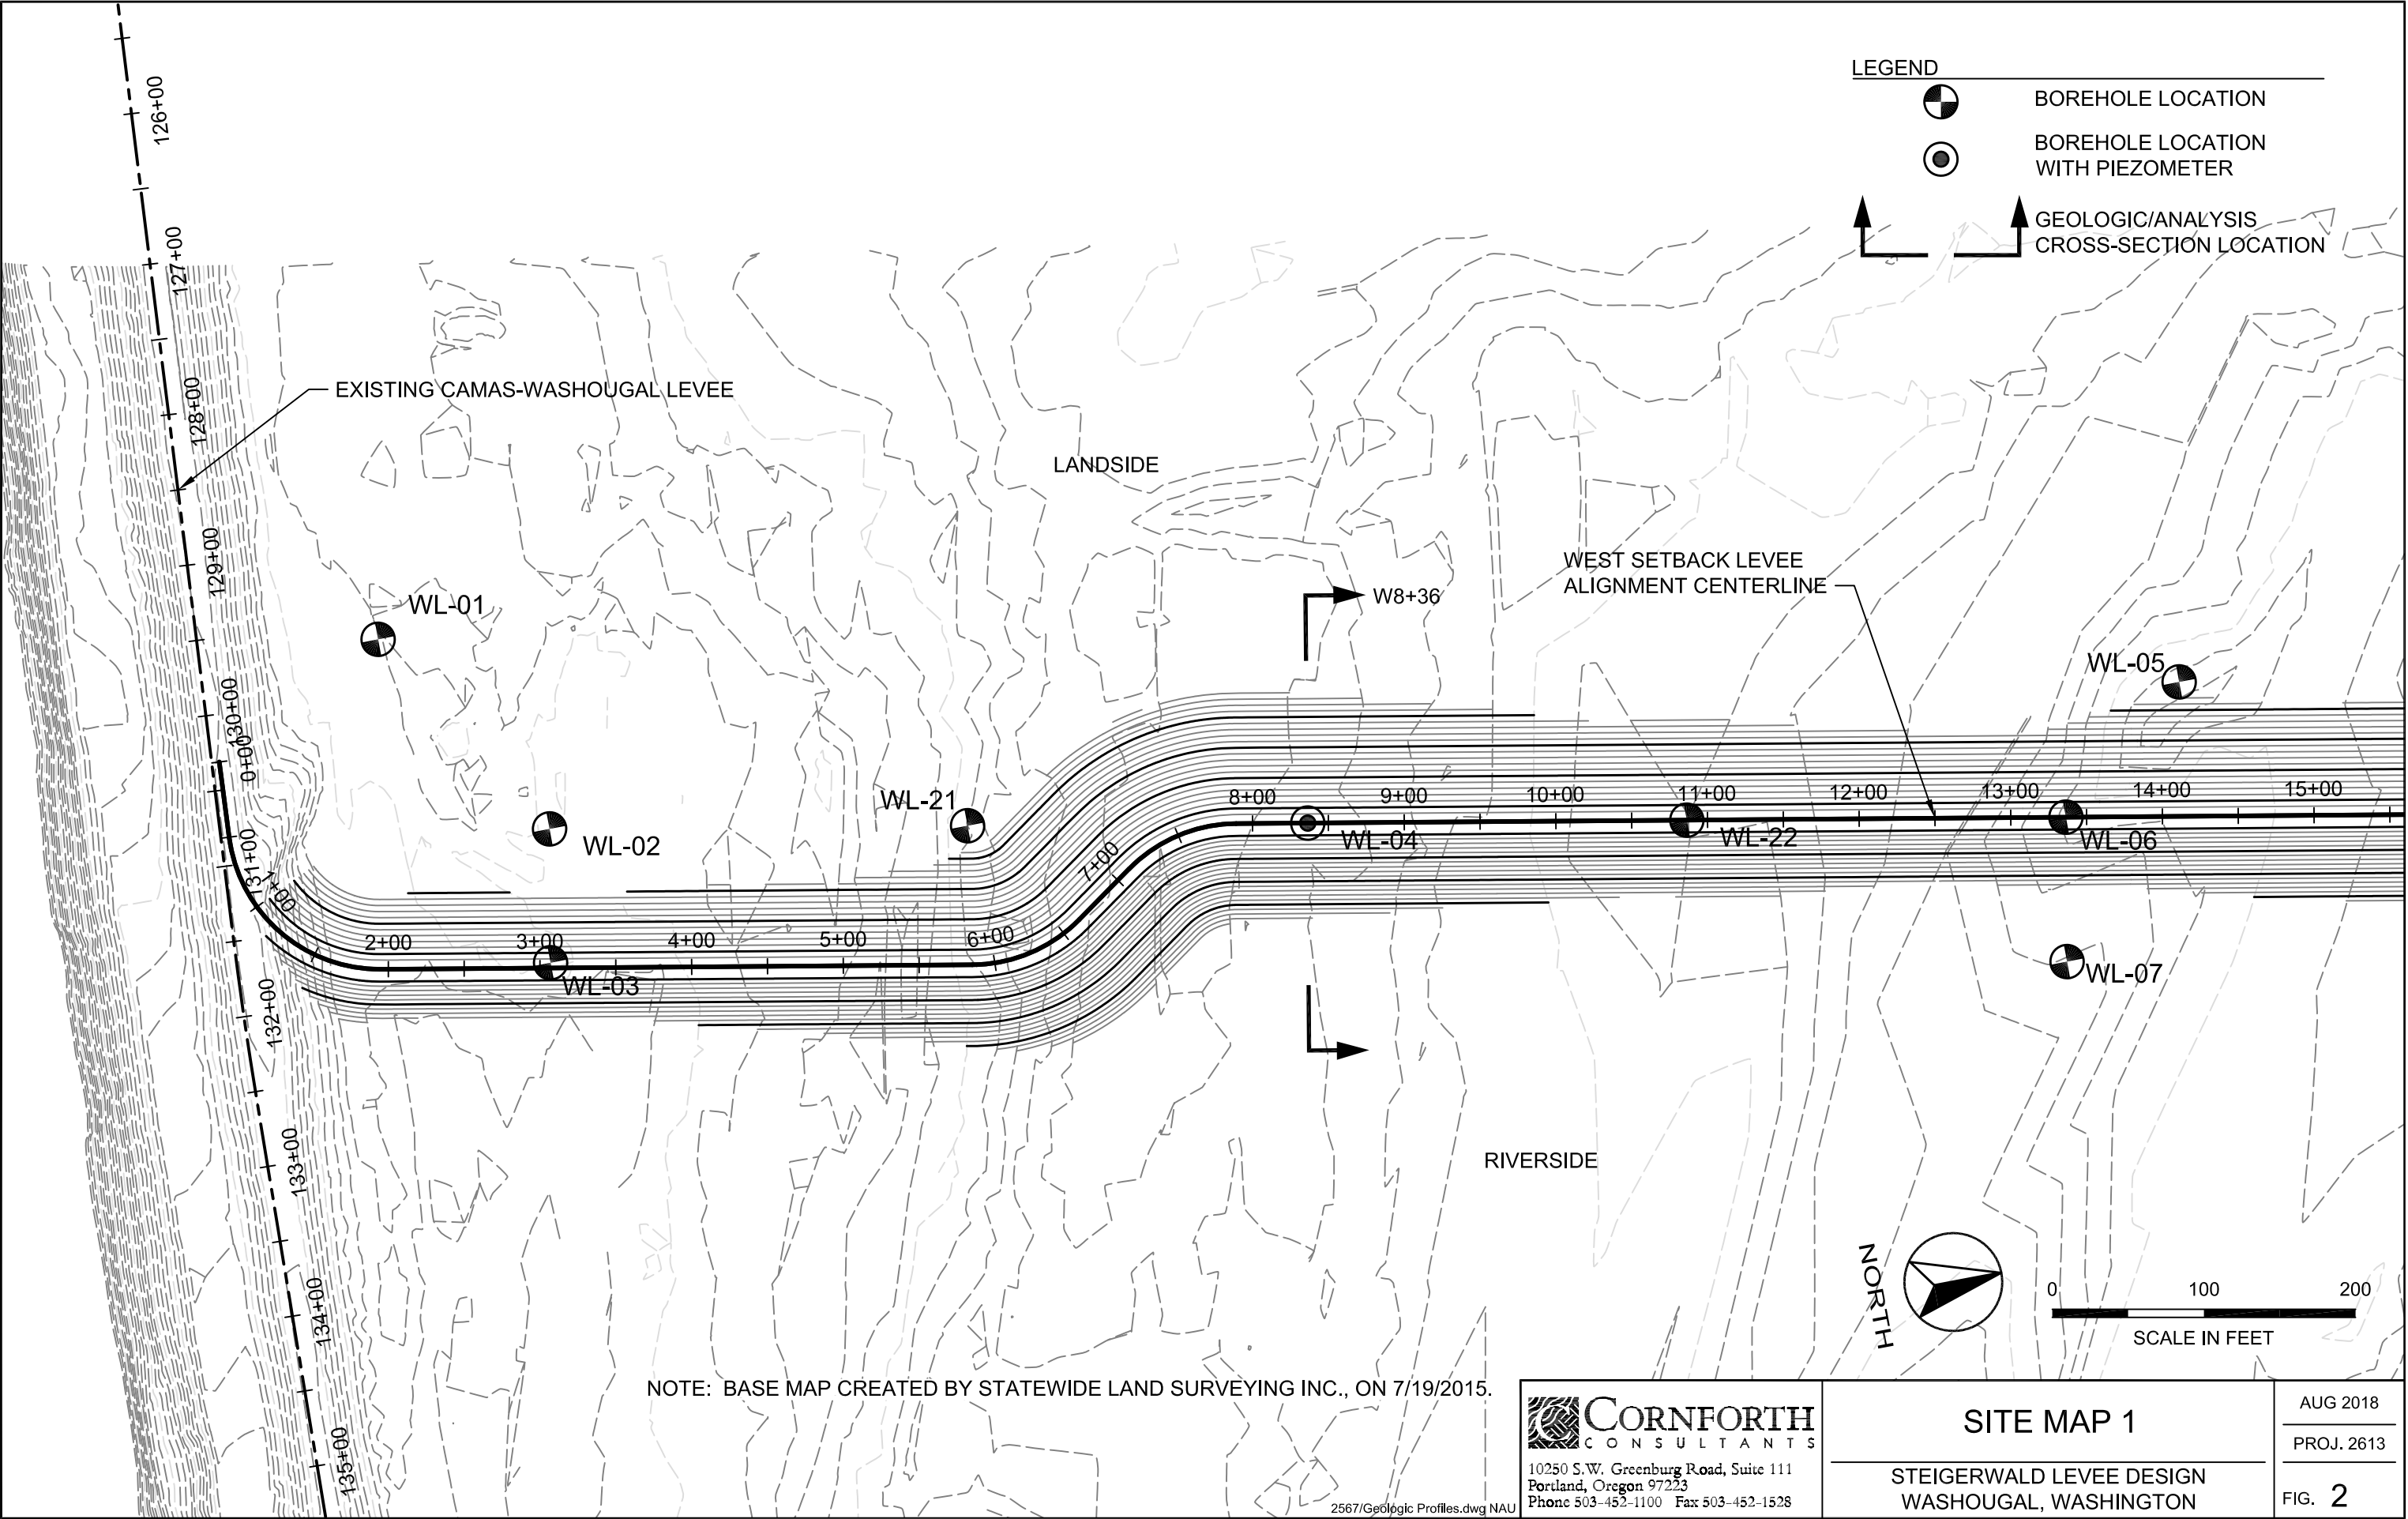 LEGEND
BOREHOLE LOCATION
BOREHOLE LOCATION
WITH PIEZOMETER
GEOLOGIC/ANALYSIS
CROSS-SECTION LOCATION
126+00
127+00
128+00
129+00
130+00
131+00
132+00
133+00
134+00
135+00
EXISTING CAMAS-WASHOUGAL LEVEE
LANDSIDE
WEST SETBACK LEVEE
ALIGNMENT CENTERLINE
W8+36
WL-01
WL-02
WL-21
WL-05
0+00
1+00
2+00
3+00
4+00
5+00
6+00
7+00
8+00
9+00
10+00
11+00
12+00
13+00
14+00
15+00
WL-04
WL-22
WL-06
WL-03
WL-07
RIVERSIDE
NORTH
0 100 200
SCALE IN FEET
NOTE: BASE MAP CREATED BY STATEWIDE LAND SURVEYING INC., ON 7/19/2015.
2567/Geologic Profiles.dwg NAU
CORNFORTH
CONSULTANTS
10250 S.W. Greenburg Road, Suite 111
Portland, Oregon 97223
Phone 503-452-1100 Fax 503-452-1528
SITE MAP 1
STEIGERWALD LEVEE DESIGN
WASHOUGAL, WASHINGTON
AUG 2018
PROJ. 2613
FIG. 2